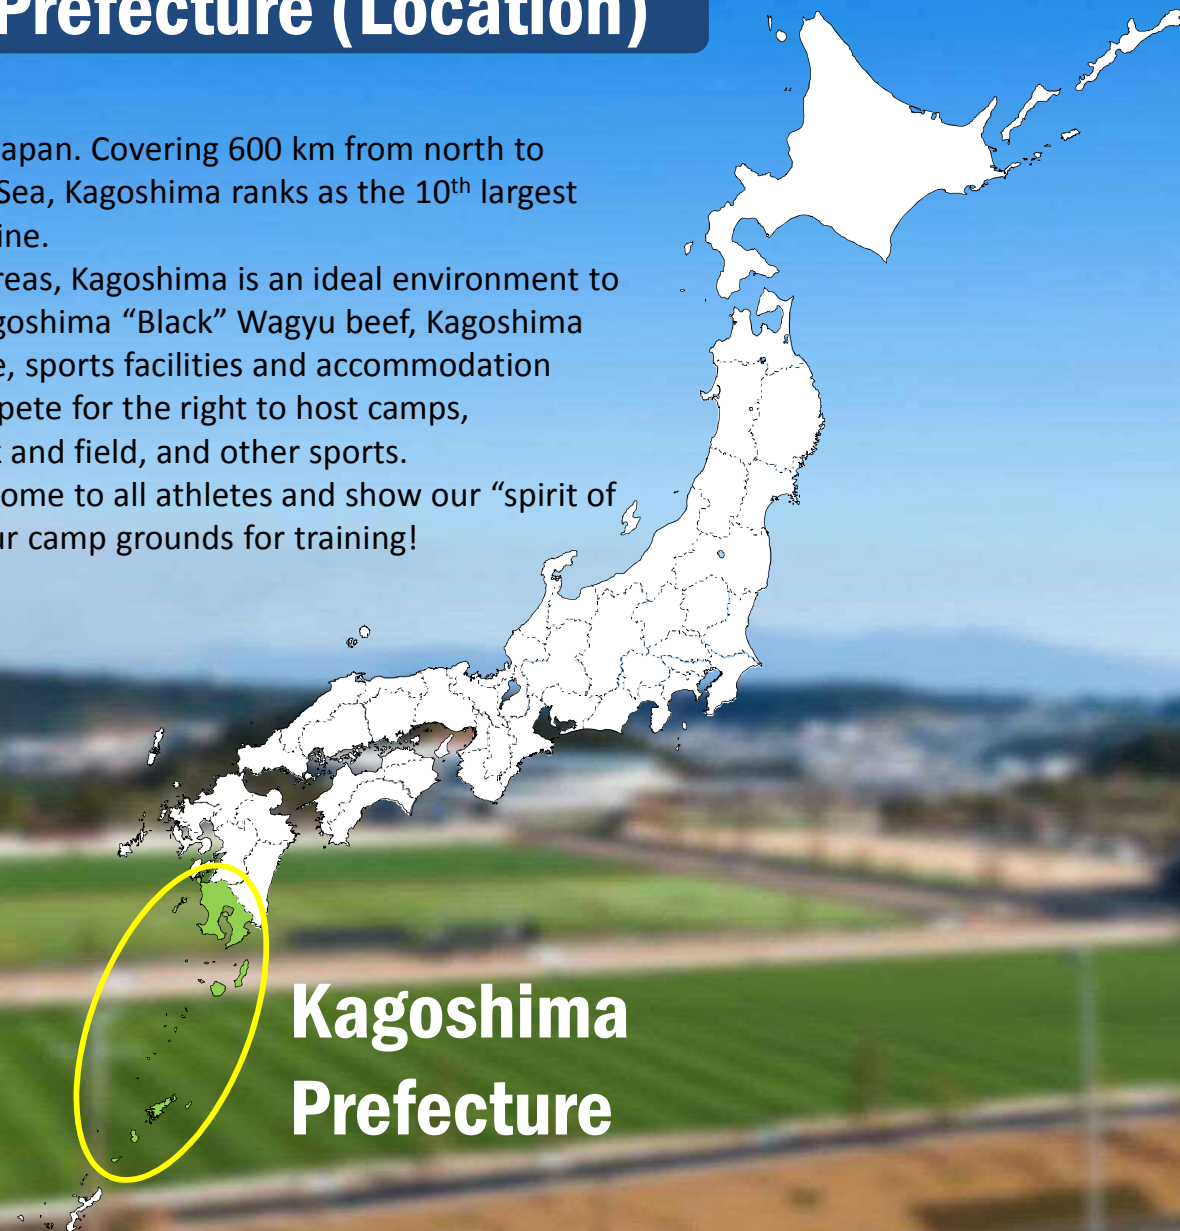 Prefecture (Location)
apan. Covering 600 km from north to
Sea, Kagoshima ranks as the 10th largest
ine.
reas, Kagoshima is an ideal environment to
goshima “Black” Wagyu beef, Kagoshima
e, sports facilities and accommodation
pete for the right to host camps,
k and field, and other sports.
ome to all athletes and show our “spirit of
ur camp grounds for training!
Kagoshima
Prefecture